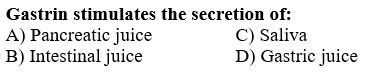 Gastrin stimulates the secretion of:
A) Pancreatic juice C) Saliva
B) Intestinal juice D) Gastric juice